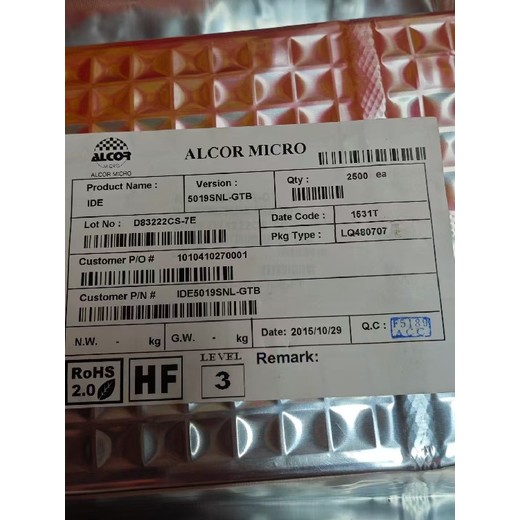 ALCOR
MICRO
ALCOR MICRO
ALCOR MICRO
Product Name :
IDE
Version :
5019SNL-GTB
Qty : 2500 ea
Lot No : D83222CS-7E
Date Code : 1531T
Pkg Type : LQ480707
Customer P/O # 1010410270001
Customer P/N # IDE5019SNL-GTB
N.W. - kg
G.W. - kg
Date: 2015/10/29
Q.C :
RoHS
2.0
HF
LEVEL
3
Remark: